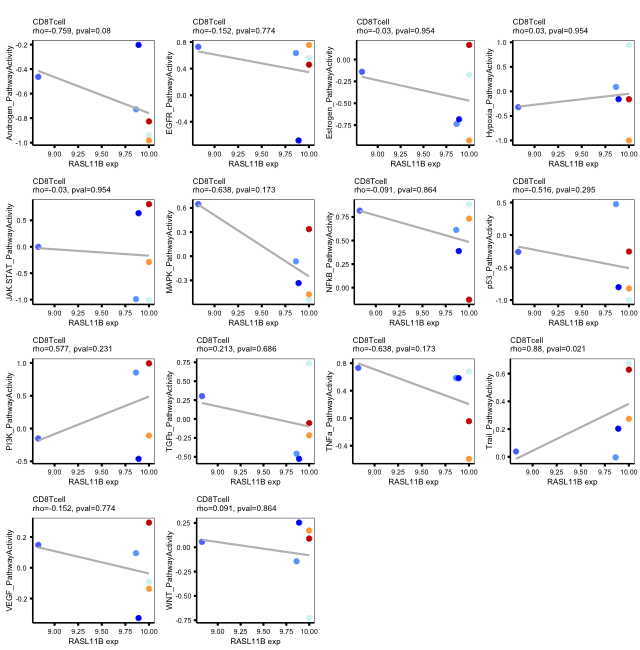 CD8Tcell
rho=-0.759, pval=0.08
-0.2
-0.4
-0.6
-0.8
-1.0
Androgen_PathwayActivity
9.00 9.25 9.50 9.75 10.00
RASL11B exp
CD8Tcell
rho=-0.152, pval=0.774
0.8
0.4
0.0
-0.4
EGFR_PathwayActivity
9.00 9.25 9.50 9.75 10.00
RASL11B exp
CD8Tcell
rho=-0.03, pval=0.954
0.00
-0.25
-0.50
-0.75
Estrogen_PathwayActivity
9.00 9.25 9.50 9.75 10.00
RASL11B exp
CD8Tcell
rho=0.03, pval=0.954
1.0
0.5
0.0
-0.5
-1.0
Hypoxia_PathwayActivity
9.00 9.25 9.50 9.75 10.00
RASL11B exp
CD8Tcell
rho=-0.03, pval=0.954
0.5
0.0
-0.5
-1.0
JAK-STAT_PathwayActivity
9.00 9.25 9.50 9.75 10.00
RASL11B exp
CD8Tcell
rho=-0.638, pval=0.173
0.6
0.3
0.0
-0.3
MAPK_PathwayActivity
9.00 9.25 9.50 9.75 10.00
RASL11B exp
CD8Tcell
rho=-0.091, pval=0.864
0.75
0.50
0.25
0.00
NFkB_PathwayActivity
9.00 9.25 9.50 9.75 10.00
RASL11B exp
CD8Tcell
rho=-0.516, pval=0.295
0.5
0.0
-0.5
-1.0
p53_PathwayActivity
9.00 9.25 9.50 9.75 10.00
RASL11B exp
CD8Tcell
rho=0.577, pval=0.231
1.0
0.5
0.0
-0.5
PI3K_PathwayActivity
9.00 9.25 9.50 9.75 10.00
RASL11B exp
CD8Tcell
rho=0.213, pval=0.686
0.75
0.50
0.25
0.00
-0.25
-0.50
TGFb_PathwayActivity
9.00 9.25 9.50 9.75 10.00
RASL11B exp
CD8Tcell
rho=-0.638, pval=0.173
0.8
0.4
0.0
-0.4
TNFa_PathwayActivity
9.00 9.25 9.50 9.75 10.00
RASL11B exp
CD8Tcell
rho=0.88, pval=0.021
0.6
0.4
0.2
0.0
Trail_PathwayActivity
9.00 9.25 9.50 9.75 10.00
RASL11B exp
CD8Tcell
rho=-0.152, pval=0.774
0.2
0.0
-0.2
VEGF_PathwayActivity
9.00 9.25 9.50 9.75 10.00
RASL11B exp
CD8Tcell
rho=0.091, pval=0.864
0.25
0.00
-0.25
-0.50
-0.75
WNT_PathwayActivity
9.00 9.25 9.50 9.75 10.00
RASL11B exp